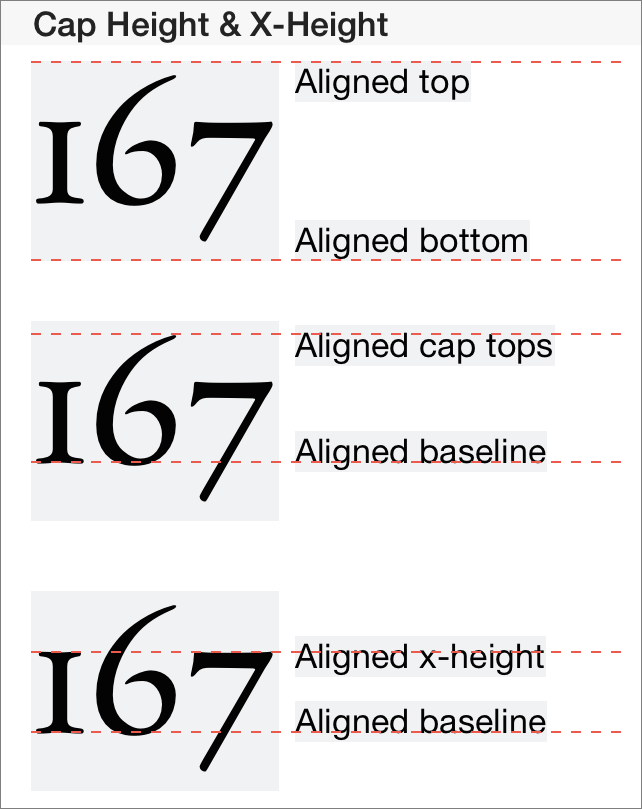 Cap Height & X-Height
167
Aligned top
Aligned bottom
167
Aligned cap tops
Aligned baseline
167
Aligned x-height
Aligned baseline